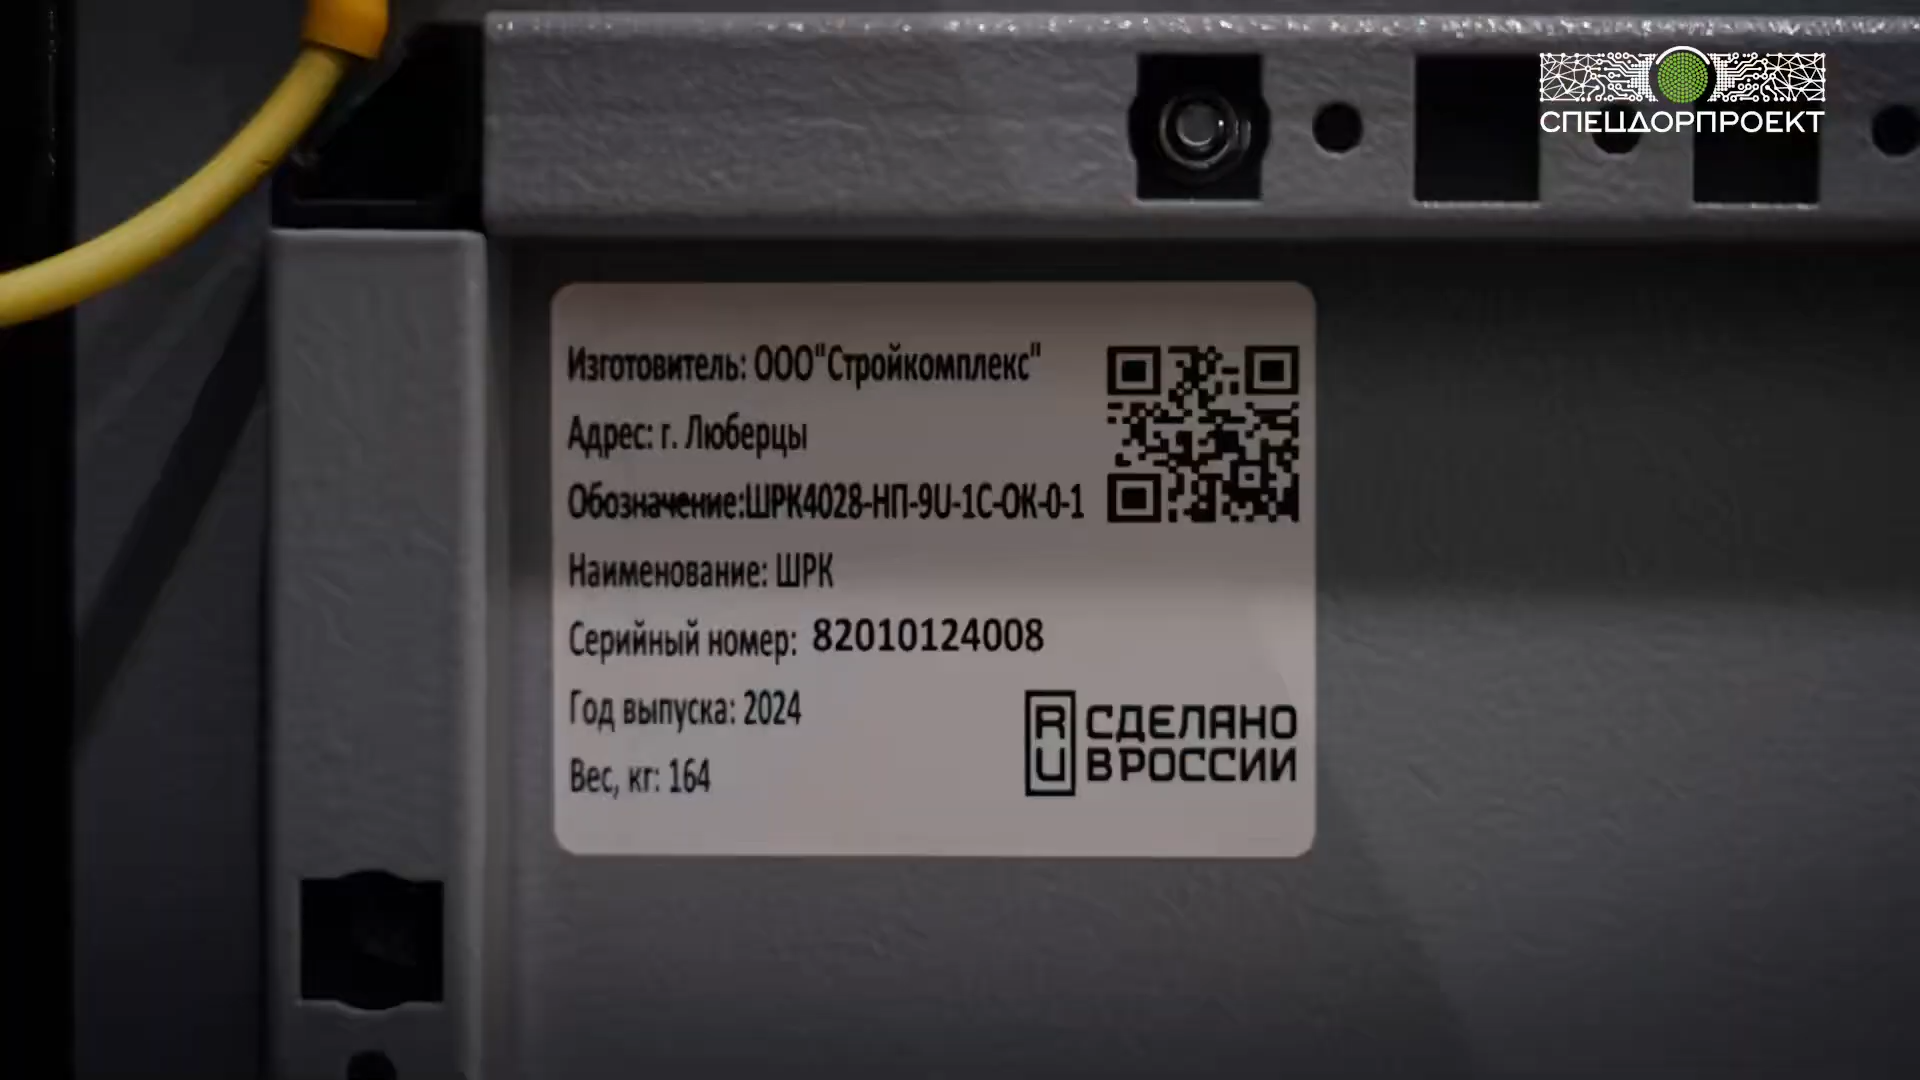 СПЕЦДОРПРОЕКТ
Изготовитель: ООО"Стройкомплекс"
Адрес: г. Люберцы
Обозначение:ШРК4028-НП-9U-1С-ОК-0-1
Наименование: ШРК
Серийный номер: 82010124008
Год выпуска: 2024
Вес, кг: 164
RU
СДЕЛАНО
В РОССИИ